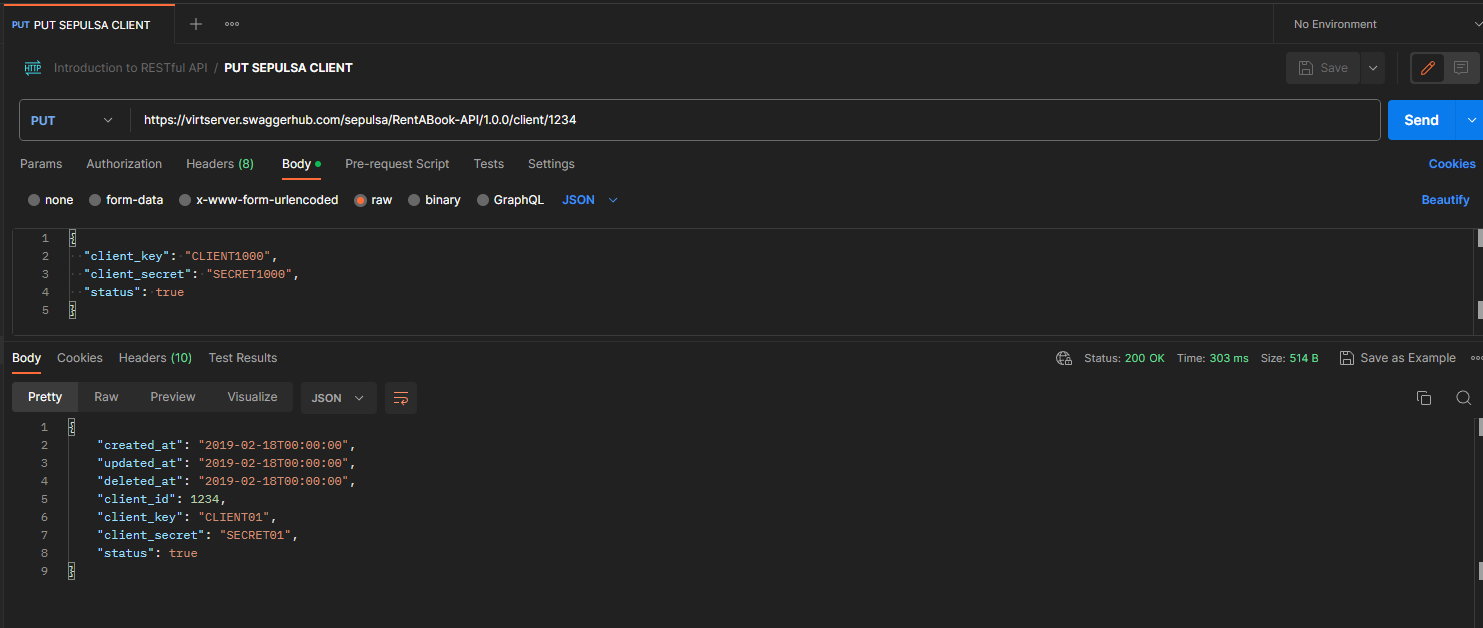 PUT PUT SEPULSA CLIENT
No Environment
HTTP Introduction to RESTful API / PUT SEPULSA CLIENT
Save
PUT https://virtserver.swaggerhub.com/sepulsa/RentABook-API/1.0.0/client/1234
Send
Params Authorization Headers (8) Body Pre-request Script Tests Settings
Cookies
none form-data x-www-form-urlencoded raw binary GraphQL JSON
Beautify
1 {
2 "client_key": "CLIENT1000",
3 "client_secret": "SECRET1000",
4 "status": true
5 }
Body Cookies Headers (10) Test Results
Status: 200 OK Time: 303 ms Size: 514 B Save as Example
Pretty Raw Preview Visualize JSON
1 {
2 "created_at": "2019-02-18T00:00:00",
3 "updated_at": "2019-02-18T00:00:00",
4 "deleted_at": "2019-02-18T00:00:00",
5 "client_id": 1234,
6 "client_key": "CLIENT01",
7 "client_secret": "SECRET01",
8 "status": true
9 }